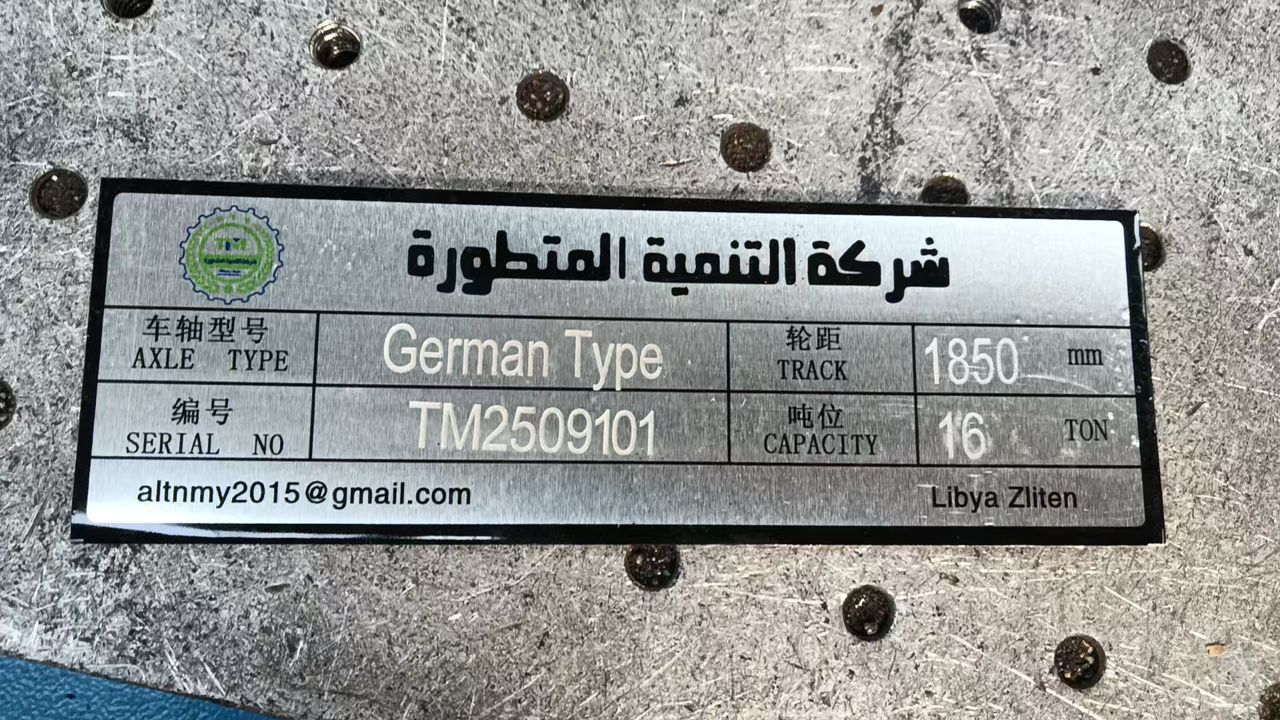 شركة التنمية المتطورة
车轴型号 German Type 轮距 1850 mm
AXLE TYPE TRACK
编号 TM2509101 吨位 16 TON
SERIAL NO CAPACITY
altnmy2015@gmail.com Libya Zliten